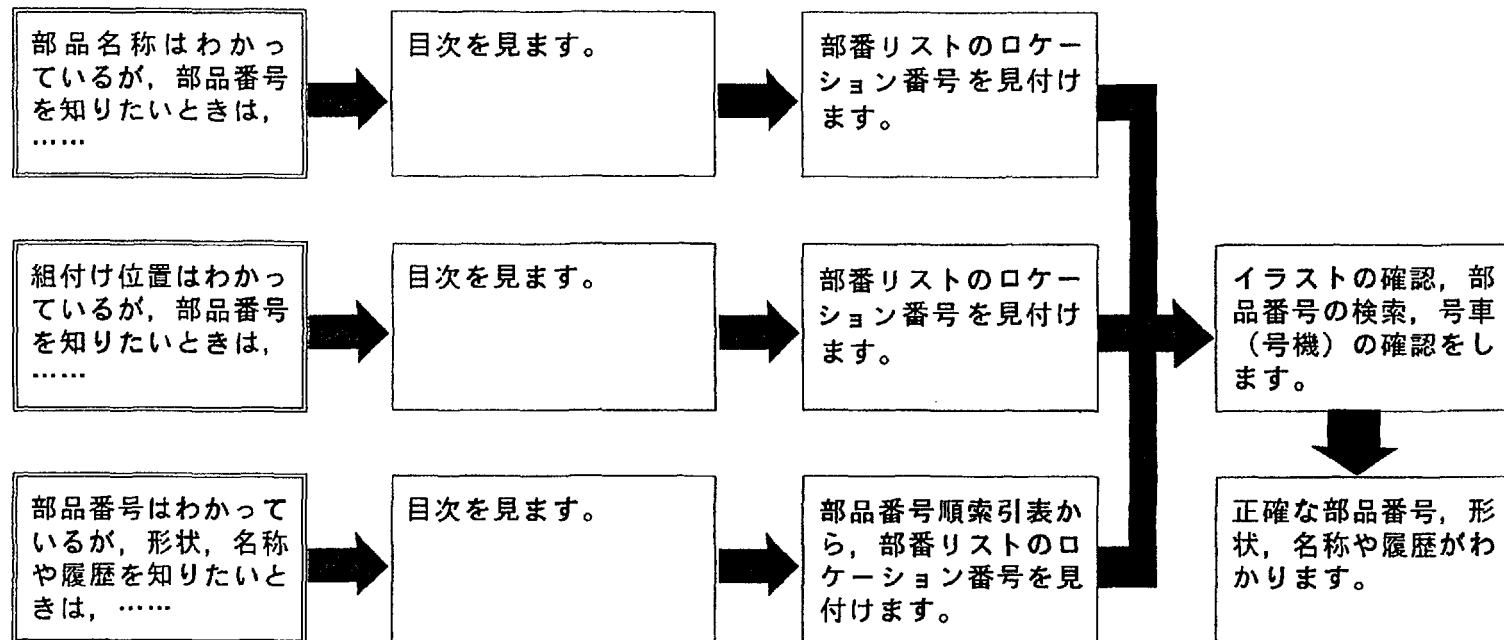 部品名称はわかっ
ているが，部品番号
を知りたいときは，
……
目次を見ます。
部番リストのロケー
ション番号を見付け
ます。
組付け位置はわかっ
ているが，部品番号
を知りたいときは，
……
目次を見ます。
部番リストのロケー
ション番号を見付け
ます。
イラストの確認，部
品番号の検索，号車
（号機）の確認をし
ます。
部品番号はわかって
いるが，形状，名称
や履歴を知りたいと
きは，……
目次を見ます。
部品番号順索引表か
ら，部番リストのロ
ケーション番号を見
付けます。
正確な部品番号，形
状，名称や履歴がわ
かります。